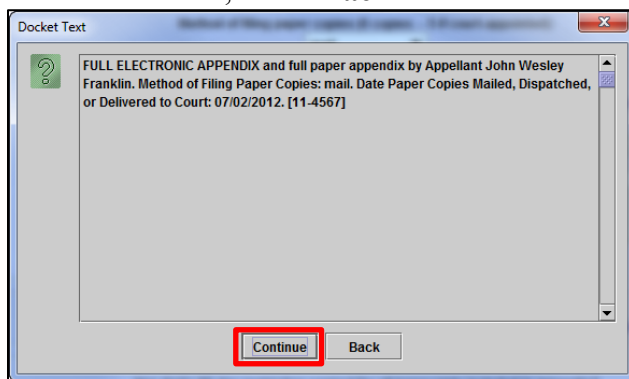 Docket Text
FULL ELECTRONIC APPENDIX and full paper appendix by Appellant John Wesley
Franklin. Method of Filing Paper Copies: mail. Date Paper Copies Mailed, Dispatched,
or Delivered to Court: 07/02/2012. [11-4567]
Continue Back